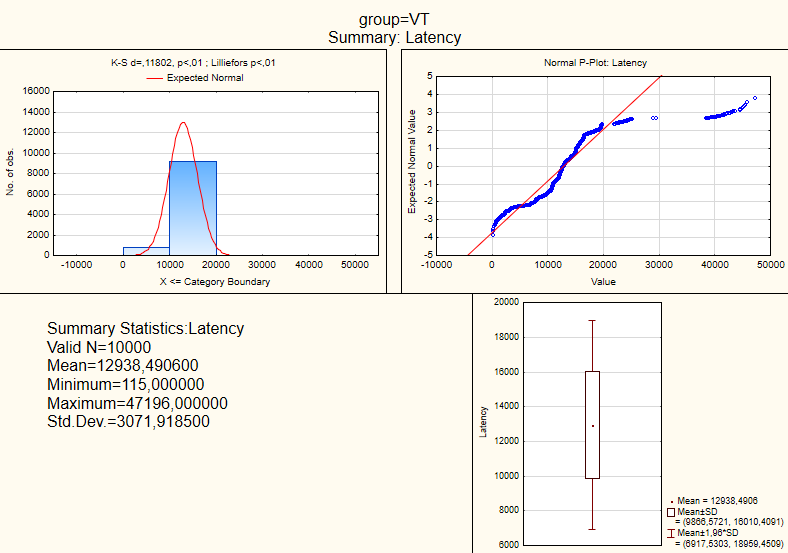 group=VT
Summary: Latency
K-S d=,11802, p<,01 ; Lilliefors p<,01
Expected Normal
16000
14000
12000
10000
8000
6000
4000
2000
0
No. of obs.
-10000 0 10000 20000 30000 40000 50000
X <= Category Boundary
Normal P-Plot: Latency
5
4
3
2
1
0
-1
-2
-3
-4
-5
Expected Normal Value
-10000 0 10000 20000 30000 40000 50000
Value
Summary Statistics:Latency
Valid N=10000
Mean=12938,490600
Minimum=115,000000
Maximum=47196,000000
Std.Dev.=3071,918500
20000
18000
16000
14000
12000
10000
8000
6000
Latency
Mean = 12938,4906
Mean±SD
= (9866,5721, 16010,4091)
Mean±1,96*SD
= (6917,5303, 18959,4509)